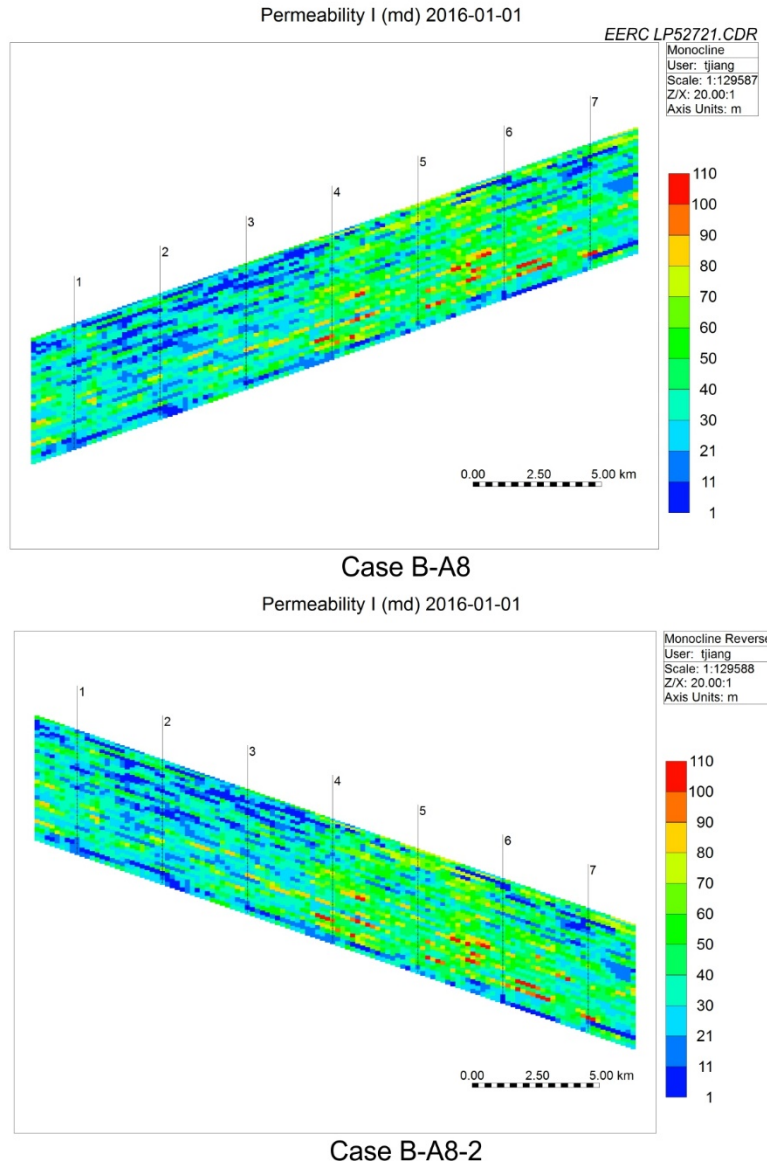 Permeability I (md) 2016-01-01
EERC LP52721.CDR
Monocline
User: tjiang
Scale: 1:129587
Z/X: 20.00:1
Axis Units: m
1
2
3
4
5
6
7
110
100
90
80
70
60
50
40
30
21
11
1
0.00 2.50 5.00 km
Case B-A8
Permeability I (md) 2016-01-01
Monocline Reverse
User: tjiang
Scale: 1:129588
Z/X: 20.00:1
Axis Units: m
1
2
3
4
5
6
7
110
100
90
80
70
60
50
40
30
21
11
1
0.00 2.50 5.00 km
Case B-A8-2